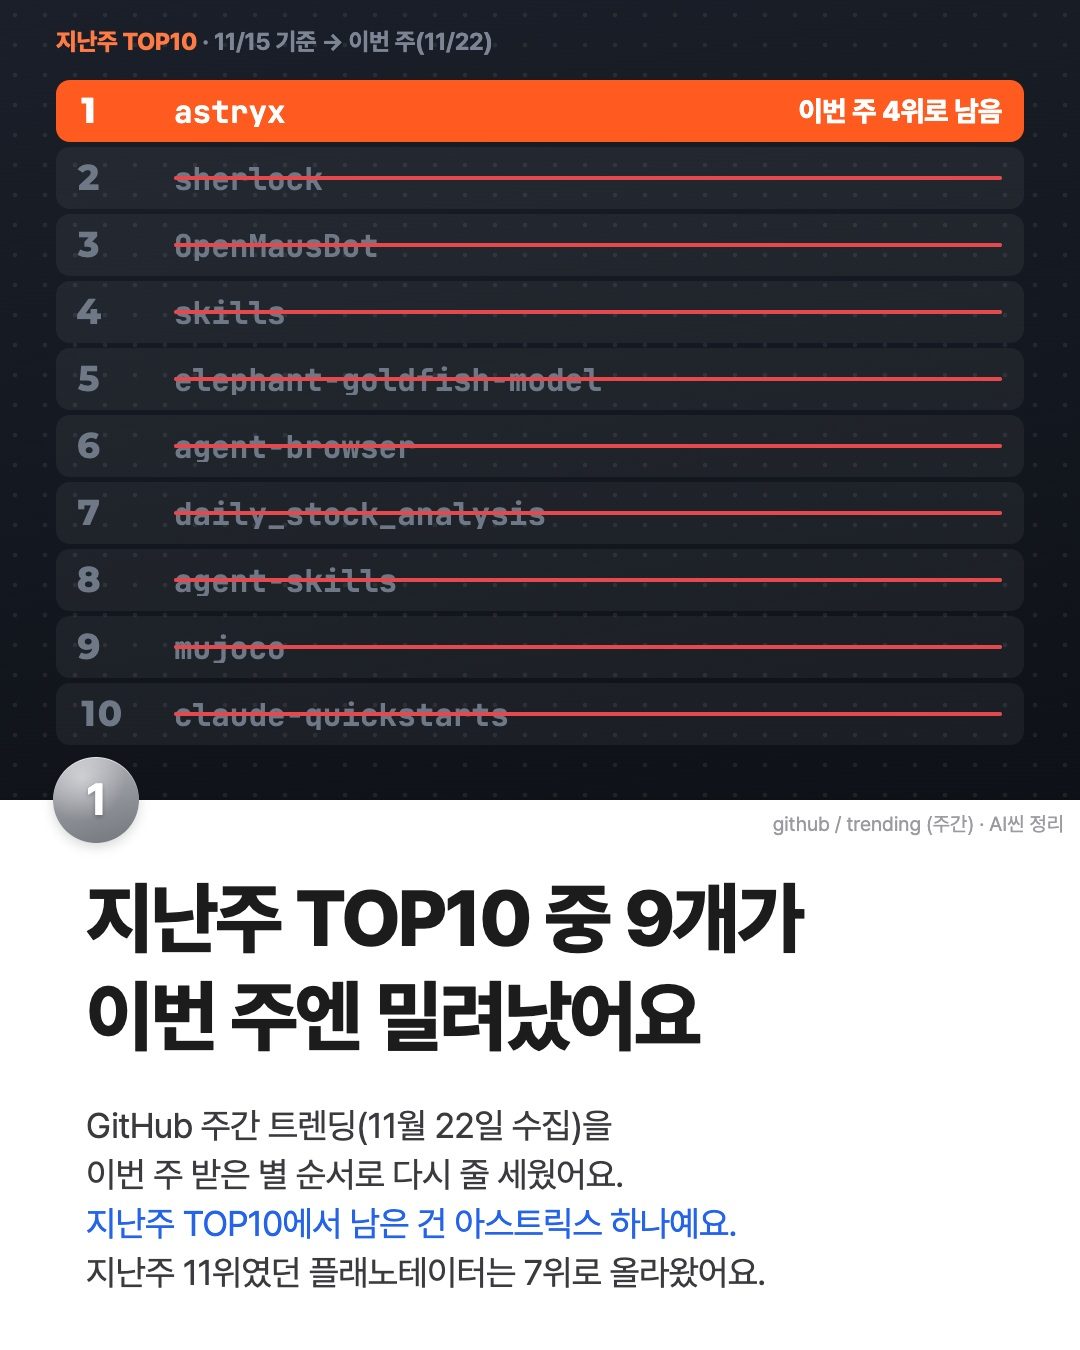 지난주 TOP10 · 11/15 기준 → 이번 주(11/22)
1 astryx 이번 주 4위로 남음
2 sherlock
3 OpenMausBot
4 skills
5 elephant-goldfish-model
6 agent-browser
7 daily_stock_analysis
8 agent-skills
9 mujoco
10 claude-quickstarts
1
github / trending (주간) · AI씬 정리
지난주 TOP10 중 9개가
이번 주엔 밀려났어요
GitHub 주간 트렌딩(11월 22일 수집)을
이번 주 받은 별 순서로 다시 줄 세웠어요.
지난주 TOP10에서 남은 건 아스트릭스 하나예요.
지난주 11위였던 플래노테이터는 7위로 올라왔어요.